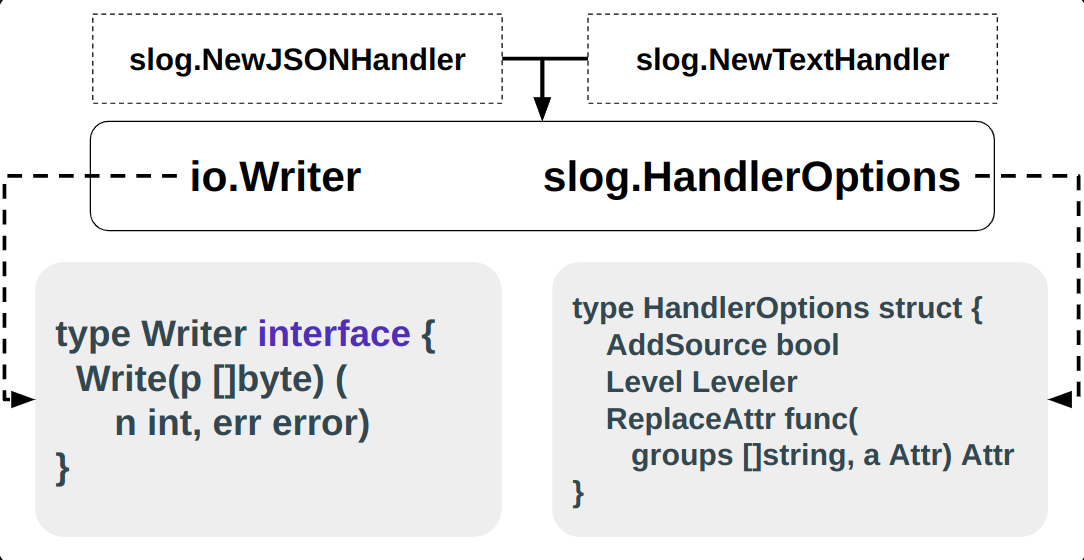 slog.NewJSONHandler
slog.NewTextHandler
io.Writer
slog.HandlerOptions
type Writer interface {
Write(p []byte) (
n int, err error)
}
type HandlerOptions struct {
AddSource bool
Level Leveler
ReplaceAttr func(
groups []string, a Attr) Attr
}